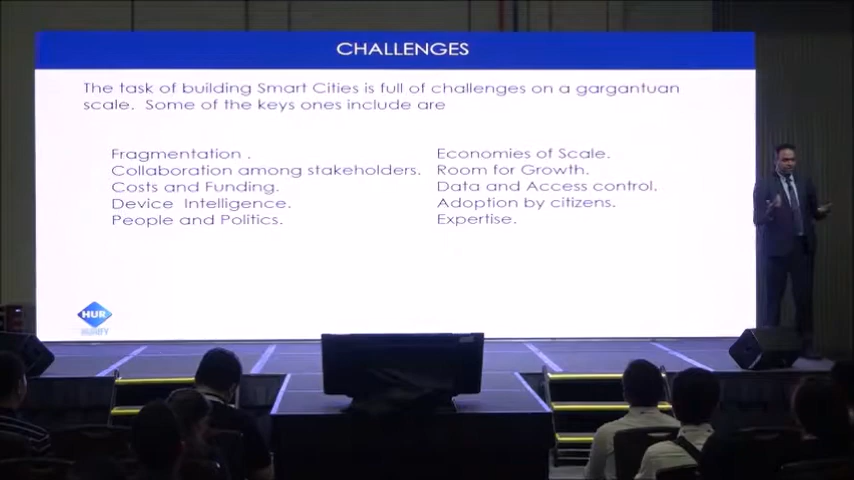 CHALLENGES
The task of building Smart Cities is full of challenges on a gargantuan
scale. Some of the keys ones include are
Fragmentation .
Collaboration among stakeholders.
Costs and Funding.
Device Intelligence.
People and Politics.
Economies of Scale.
Room for Growth.
Data and Access control.
Adoption by citizens.
Expertise.
HUR